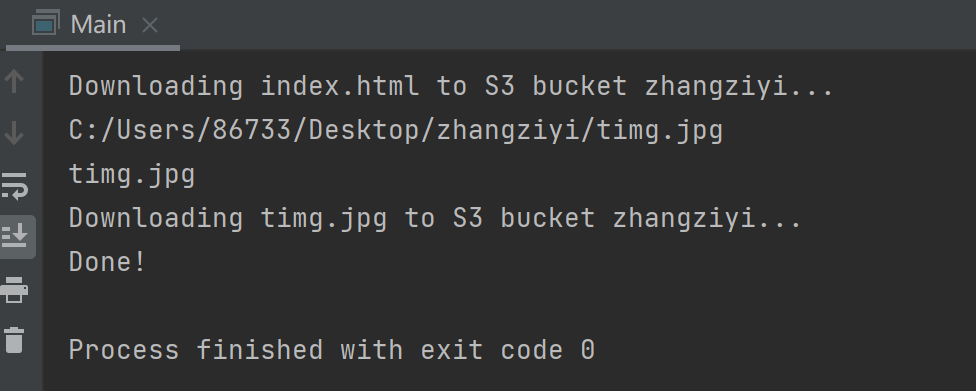 Main
Downloading index.html to S3 bucket zhangziyi...
C:/Users/86733/Desktop/zhangziyi/timg.jpg
timg.jpg
Downloading timg.jpg to S3 bucket zhangziyi...
Done!
Process finished with exit code 0